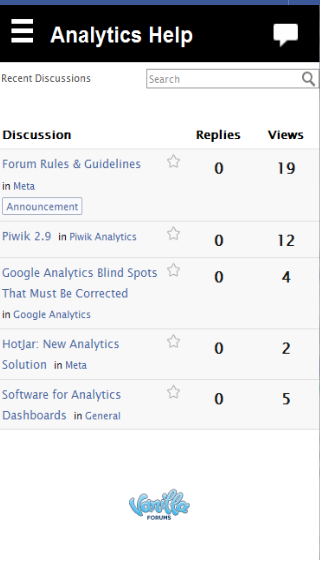 Analytics Help
Recent Discussions
Search
Discussion Replies Views
Forum Rules & Guidelines 0 19
in Meta
Announcement
Piwik 2.9 in Piwik Analytics 0 12
Google Analytics Blind Spots 0 4
That Must Be Corrected
in Google Analytics
HotJar: New Analytics 0 2
Solution in Meta
Software for Analytics 0 5
Dashboards in General
Vanilla
FORUMS